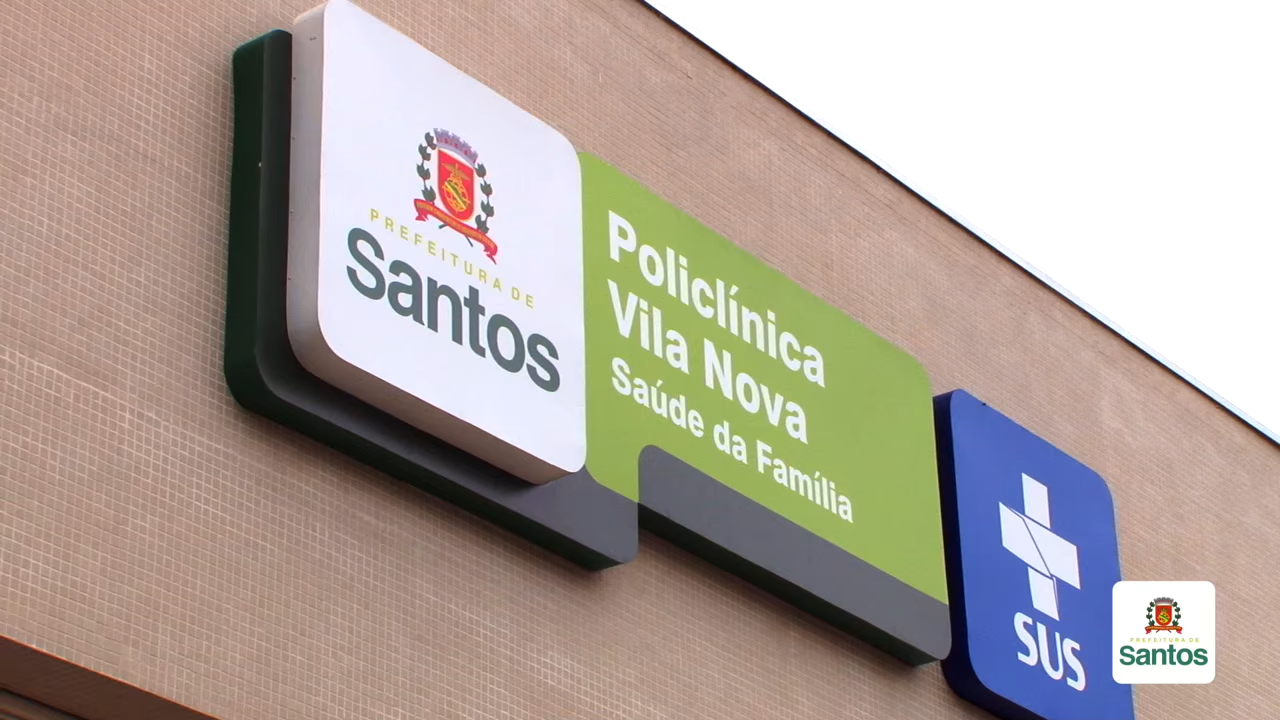 PREFEITURA DE
Santos
Policlínica
Vila Nova
Saúde da Família
SUS
PREFEITURA DE
Santos